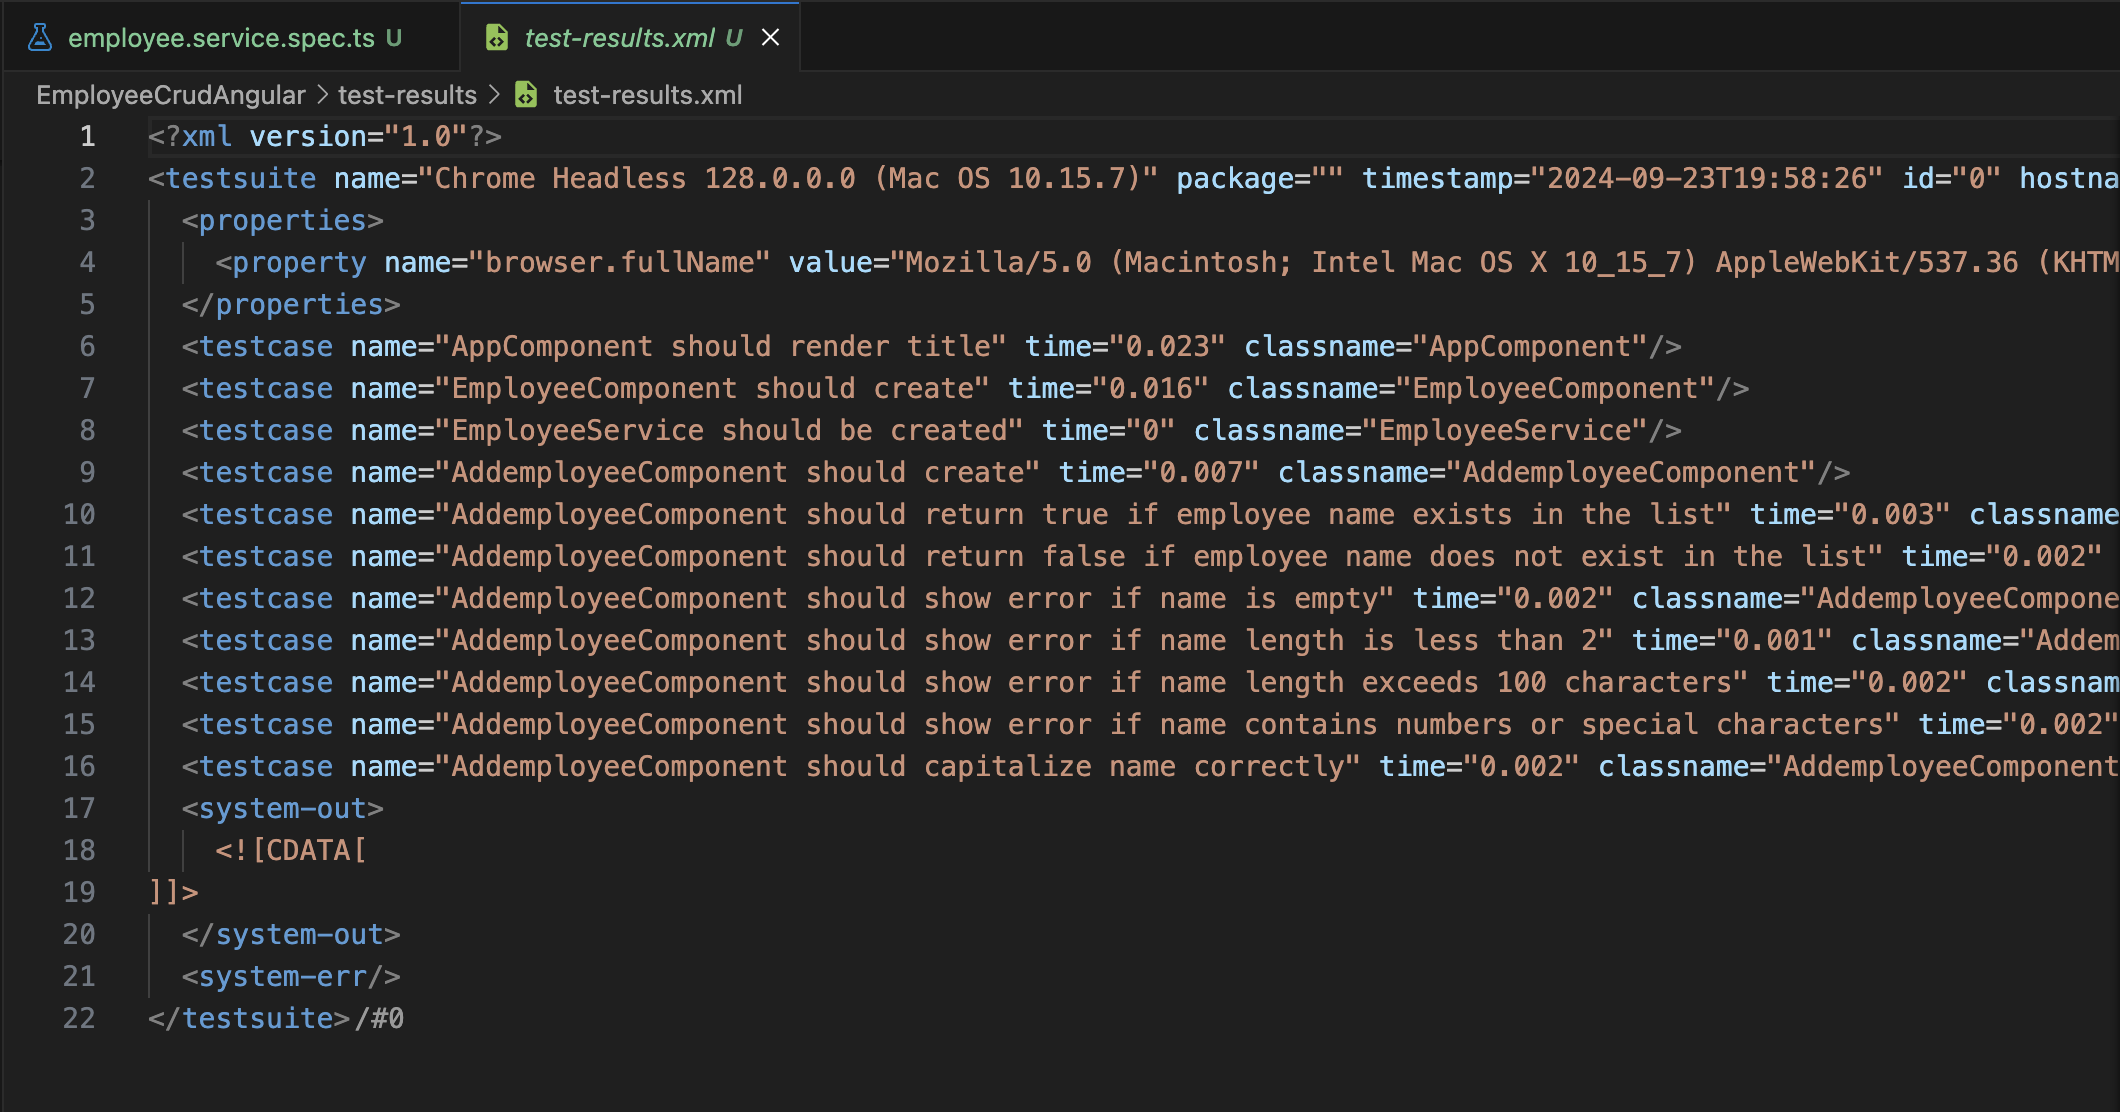 employee.service.spec.ts U
test-results.xml U
EmployeeCrudAngular > test-results > test-results.xml
1 <?xml version="1.0"?>
2 <testsuite name="Chrome Headless 128.0.0.0 (Mac OS 10.15.7)" package="" timestamp="2024-09-23T19:58:26" id="0" hostna
3 <properties>
4 <property name="browser.fullName" value="Mozilla/5.0 (Macintosh; Intel Mac OS X 10_15_7) AppleWebKit/537.36 (KHTM
5 </properties>
6 <testcase name="AppComponent should render title" time="0.023" classname="AppComponent"/>
7 <testcase name="EmployeeComponent should create" time="0.016" classname="EmployeeComponent"/>
8 <testcase name="EmployeeService should be created" time="0" classname="EmployeeService"/>
9 <testcase name="AddemployeeComponent should create" time="0.007" classname="AddemployeeComponent"/>
10 <testcase name="AddemployeeComponent should return true if employee name exists in the list" time="0.003" classname
11 <testcase name="AddemployeeComponent should return false if employee name does not exist in the list" time="0.002"
12 <testcase name="AddemployeeComponent should show error if name is empty" time="0.002" classname="AddemployeeCompone
13 <testcase name="AddemployeeComponent should show error if name length is less than 2" time="0.001" classname="Addem
14 <testcase name="AddemployeeComponent should show error if name length exceeds 100 characters" time="0.002" classnam
15 <testcase name="AddemployeeComponent should show error if name contains numbers or special characters" time="0.002"
16 <testcase name="AddemployeeComponent should capitalize name correctly" time="0.002" classname="AddemployeeComponent
17 <system-out>
18 <![CDATA[
19 ]]>
20 </system-out>
21 <system-err/>
22 </testsuite>/#0